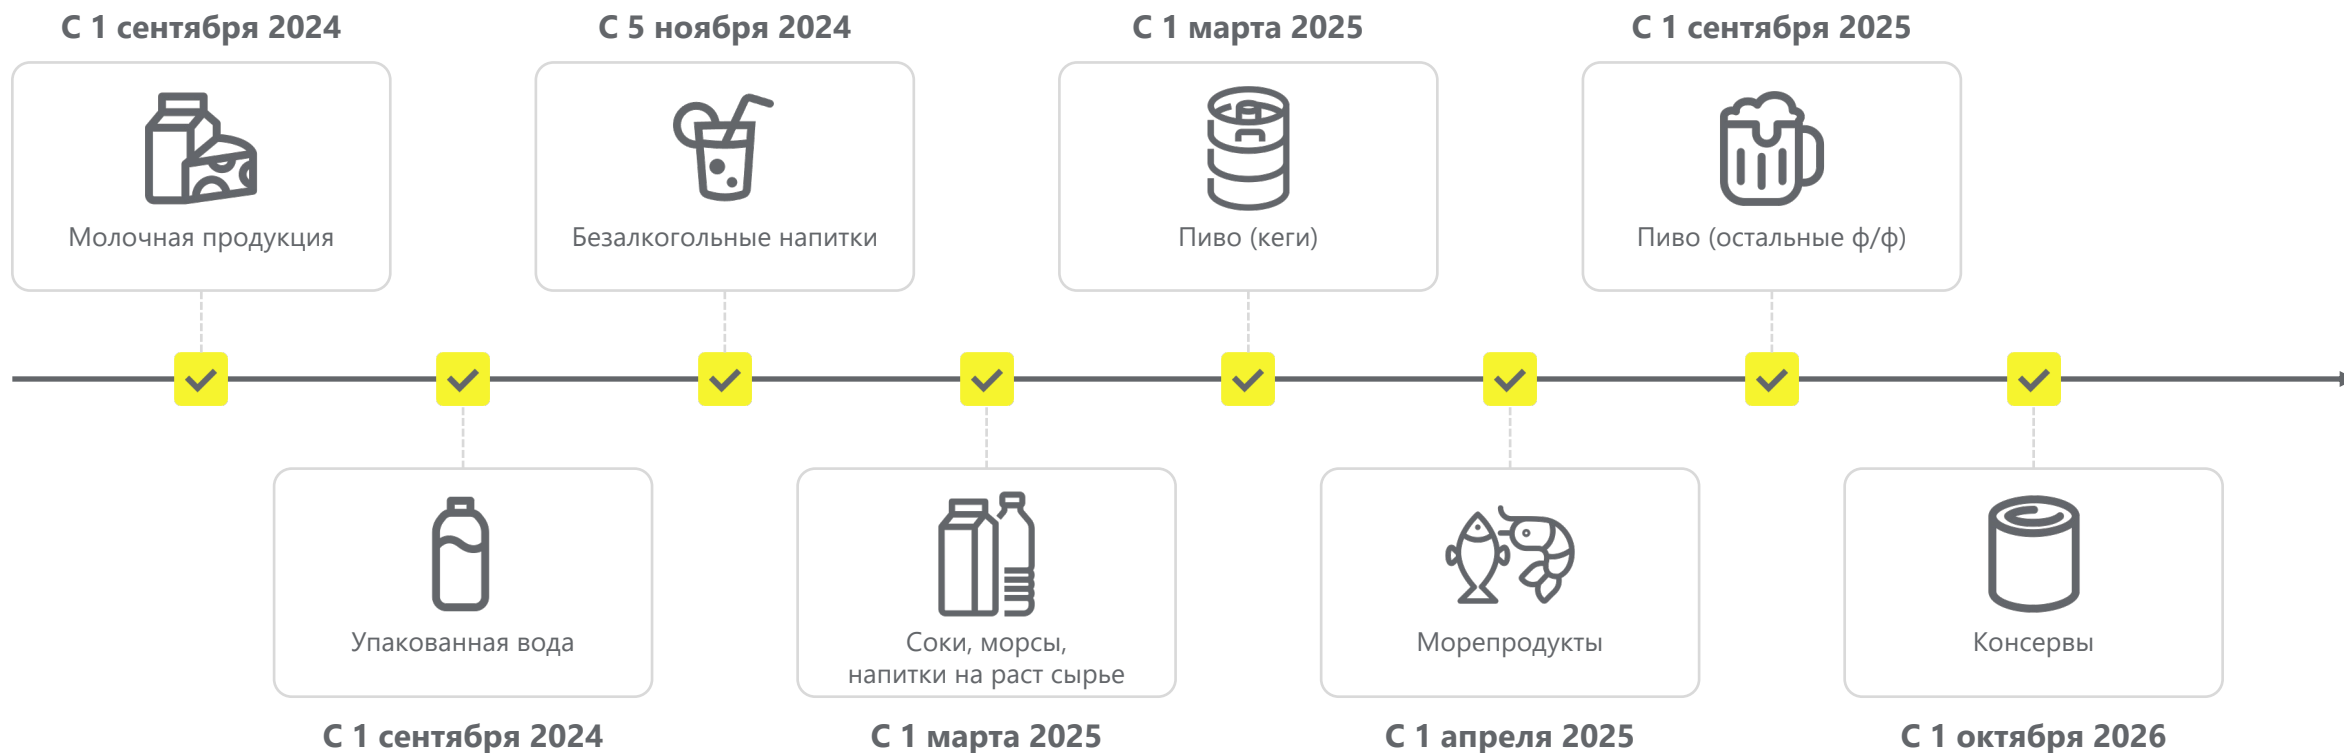 С 1 сентября 2024
С 5 ноября 2024
С 1 марта 2025
С 1 сентября 2025
Молочная продукция
Безалкогольные напитки
Пиво (кеги)
Пиво (остальные ф/ф)
Упакованная вода
Соки, морсы,
напитки на раст сырье
Морепродукты
Консервы
С 1 сентября 2024
С 1 марта 2025
С 1 апреля 2025
С 1 октября 2026